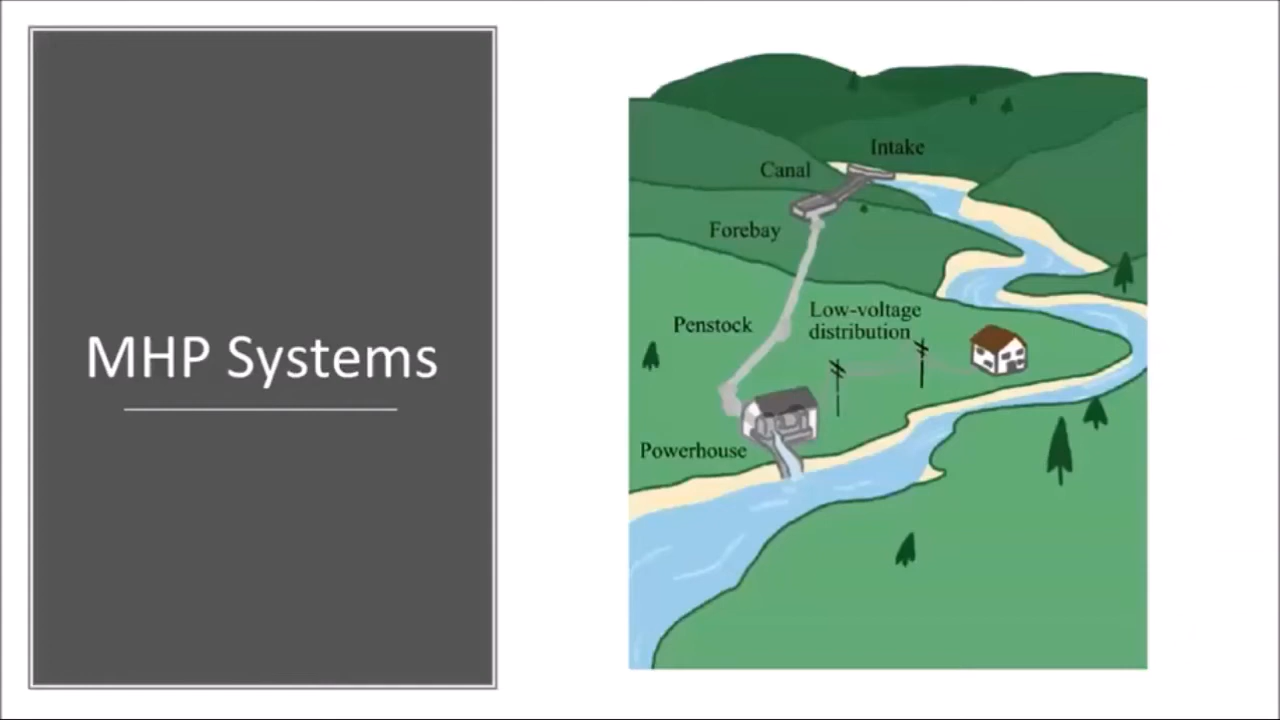 MHP Systems
Intake
Canal
Forebay
Low-voltage
distribution
Penstock
Powerhouse